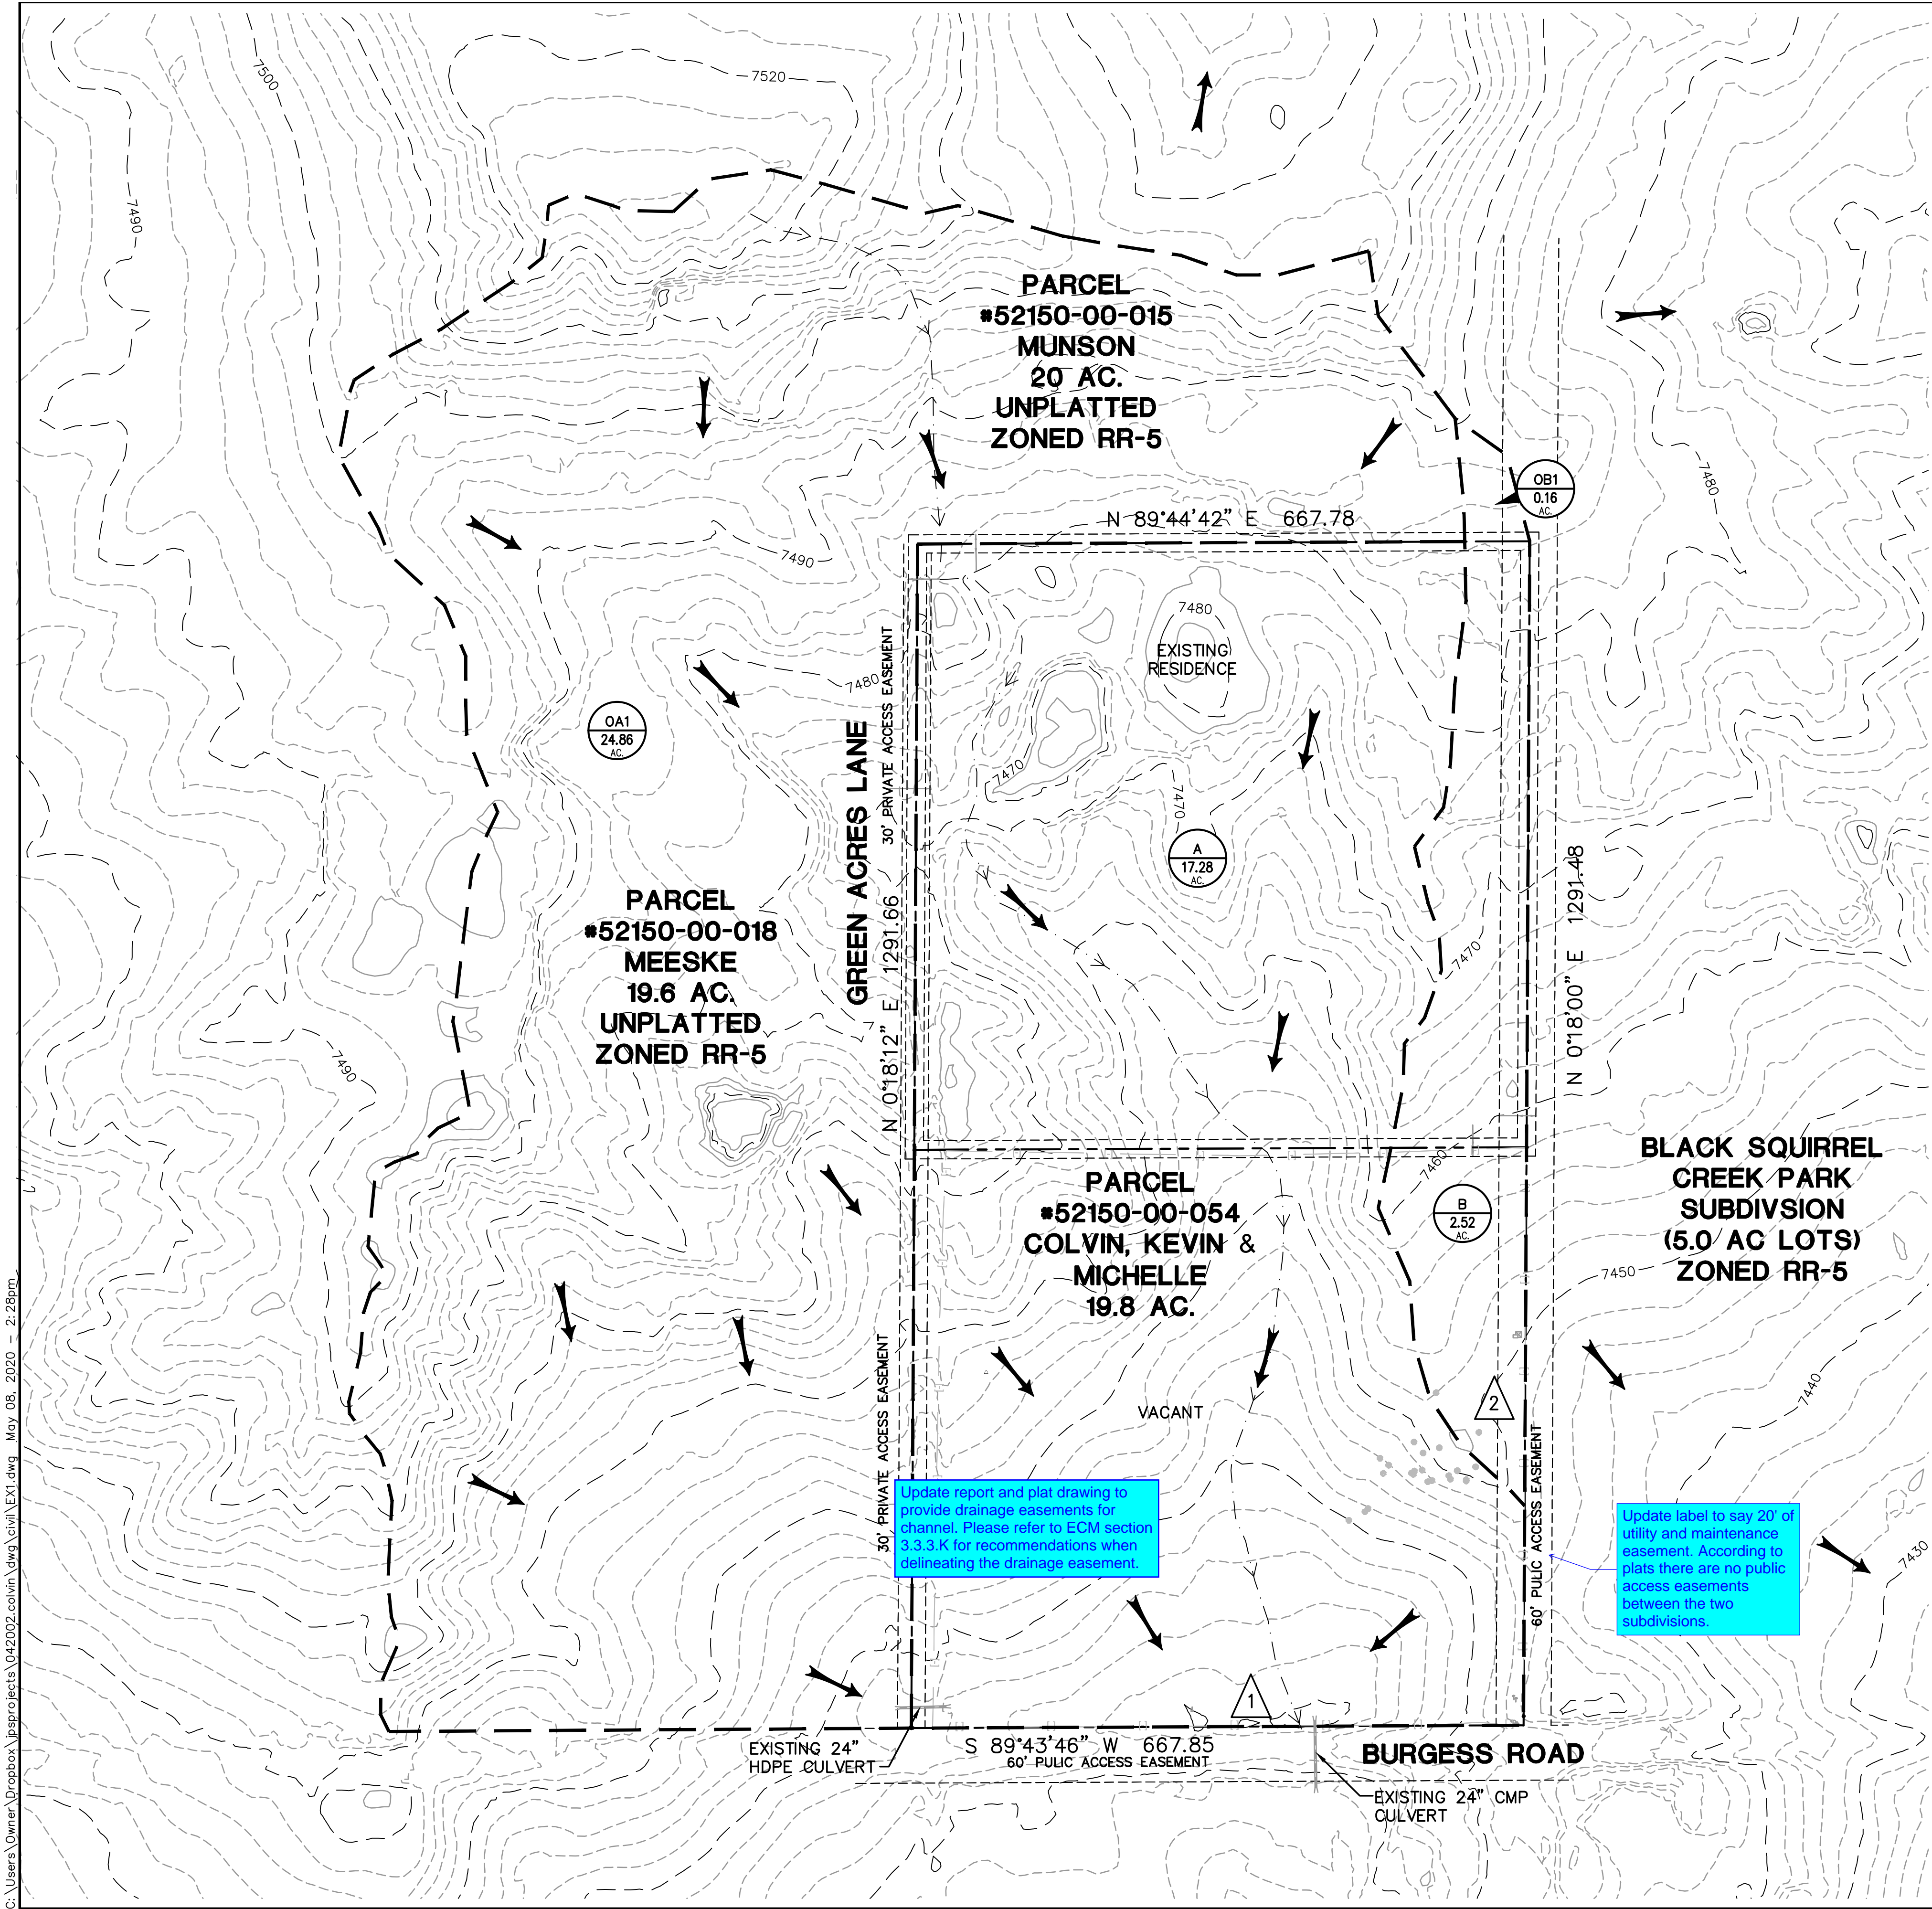 7500
7520
7490
PARCEL
#52150-00-015
MUNSON
20 AC.
UNPLATTED
ZONED RR-5
OB1
0.16
AC.
7480
N 89°44'42" E 667.78
7490
7480
EXISTING
RESIDENCE
7480
30' PRIVATE ACCESS EASEMENT
OA1
24.86
AC.
GREEN ACRES LANE
7470
7470
A
17.28
AC.
PARCEL
#52150-00-018
MEESKE
19.6 AC.
UNPLATTED
ZONED RR-5
N 0°18'12" E 1291.66
7470
N 0°18'00" E 1291.48
7490
7460
PARCEL
#52150-00-054
COLVIN, KEVIN &
MICHELLE
19.8 AC.
B
2.52
AC.
BLACK SQUIRREL
CREEK PARK
SUBDIVSION
(5.0 AC LOTS)
ZONED RR-5
7450
7440
VACANT
2
30' PRIVATE ACCESS EASEMENT
60' PULIC ACCESS EASEMENT
Update report and plat drawing to
provide drainage easements for
channel. Please refer to ECM section
3.3.3.K for recommendations when
delineating the drainage easement.
Update label to say 20' of
utility and maintenance
easement. According to
plats there are no public
access easements
between the two
subdivisions.
7430
1
EXISTING 24"
HDPE CULVERT
S 89°43'46" W 667.85
60' PULIC ACCESS EASEMENT
BURGESS ROAD
EXISTING 24" CMP
CULVERT
C:\Users\Owner\Dropbox\jpsprojects\042002.colvin\dwg\civil\EX1.dwg May 08, 2020 - 2:28pm